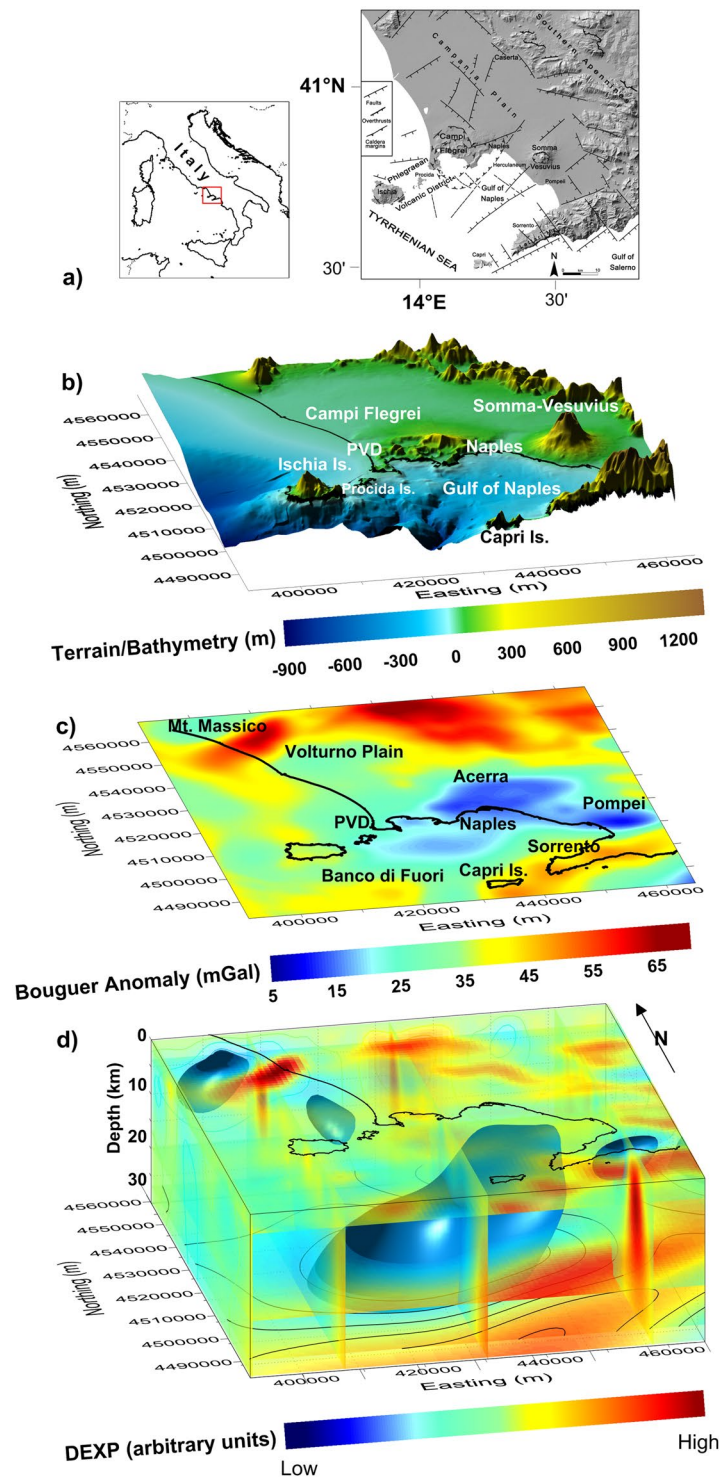 a)
Italy
41°N
30'
14°E
30'
Faults
Overthrusts
Caldera
margins
Campania Plain
Southern Apennine
Caserta
Campi
Flegrei
Naples
Somma
Vesuvius
Herculaneum
Pompeii
Phlegraean
Volcanic District
Procida
Ischia
Gulf of
Naples
Sorrento
TYRRHENIAN SEA
Capri
N
0
km
10
Gulf of
Salerno
b)
Campi Flegrei
Somma-Vesuvius
PVD
Naples
Ischia Is.
Procida Is.
Gulf of Naples
Capri Is.
4560000
4550000
4540000
4530000
4520000
4510000
4500000
4490000
Northing (m)
400000
420000
440000
460000
Easting (m)
Terrain/Bathymetry (m)
-900 -600 -300 0 300 600 900 1200
c)
Mt. Massico
Volturno Plain
Acerra
Pompei
PVD
Naples
Sorrento
Banco di Fuori
Capri Is.
4560000
4550000
4540000
4530000
4520000
4510000
4500000
4490000
Northing (m)
400000
420000
440000
460000
Easting (m)
Bouguer Anomaly (mGal)
5 15 25 35 45 55 65
d)
N
0
10
20
30
Depth (km)
4560000
4550000
4540000
4530000
4520000
4510000
4500000
4490000
Northing (m)
400000
420000
440000
460000
Easting (m)
DEXP (arbitrary units)
Low
High